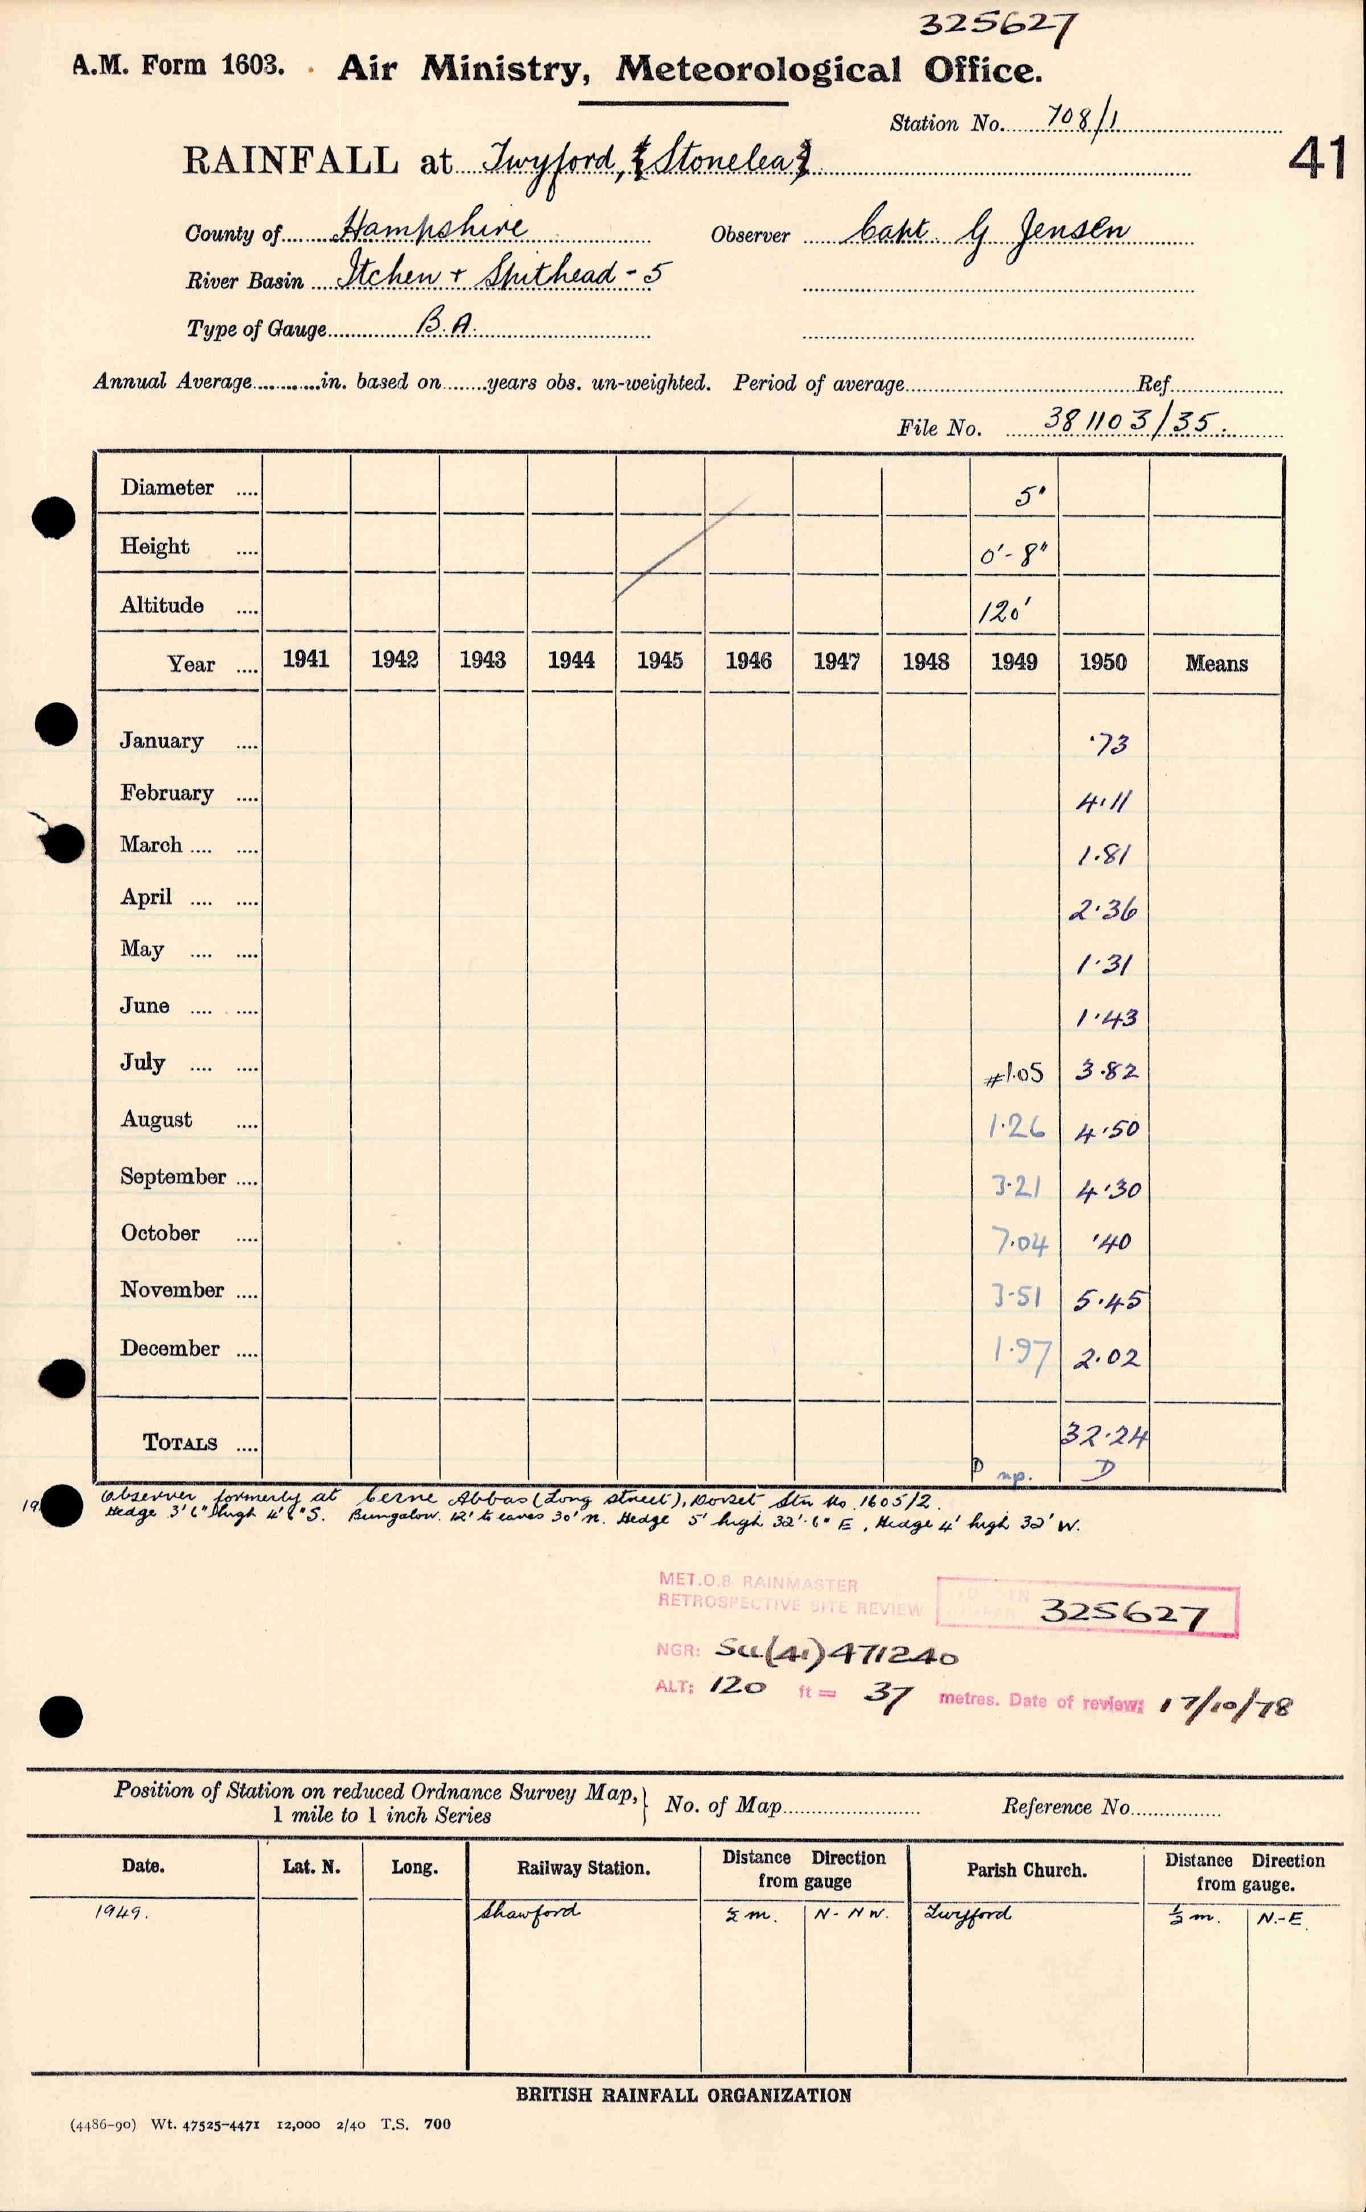 325627
A.M. Form 1603. Air Ministry, Meteorological Office.
Station No. 708/1
41
RAINFALL at Twyford, (Stonelea)
County of Hampshire Observer Capt. G Jensen
River Basin Itchen + Spithead - 5
Type of Gauge B.A.
Annual Average in. based on years obs. un-weighted. Period of average Ref
File No. 381103/35.
Diameter 5"
Height 0'-8"
Altitude 120'
Year 1941 1942 1943 1944 1945 1946 1947 1948 1949 1950 Means
January ·73
February 4·11
March 1·81
April 2·36
May 1·31
June 1·43
July #1·05 3·82
August 1·26 4·50
September 3·21 4·30
October 7·04 ·40
November 3·51 5·45
December 1·97 2·02
TOTALS 32·24
D np. D
Observer formerly at Cerne Abbas (Long Street), Dorset Stn No. 1605/2.
19 Hedge 3'6" high 4'6" S. Bungalow. 12' to eaves 30' N. Hedge 5' high 32'·6" E, Hedge 4' high 32' W.
MET.O.8 RAINMASTER
RETROSPECTIVE SITE REVIEW 325627
NGR: SU(41)471240
ALT: 120 ft = 37 metres. Date of review: 17/10/78
Position of Station on reduced Ordnance Survey Map, 1 mile to 1 inch Series } No. of Map Reference No
Date. Lat. N. Long. Railway Station. Distance Direction from gauge Parish Church. Distance Direction from gauge.
1949. Shawford ½ m. N-NW. Twyford ½ m. N.-E.
BRITISH RAINFALL ORGANIZATION
(4486-90) Wt. 47525-4471 12,000 2/40 T.S. 700